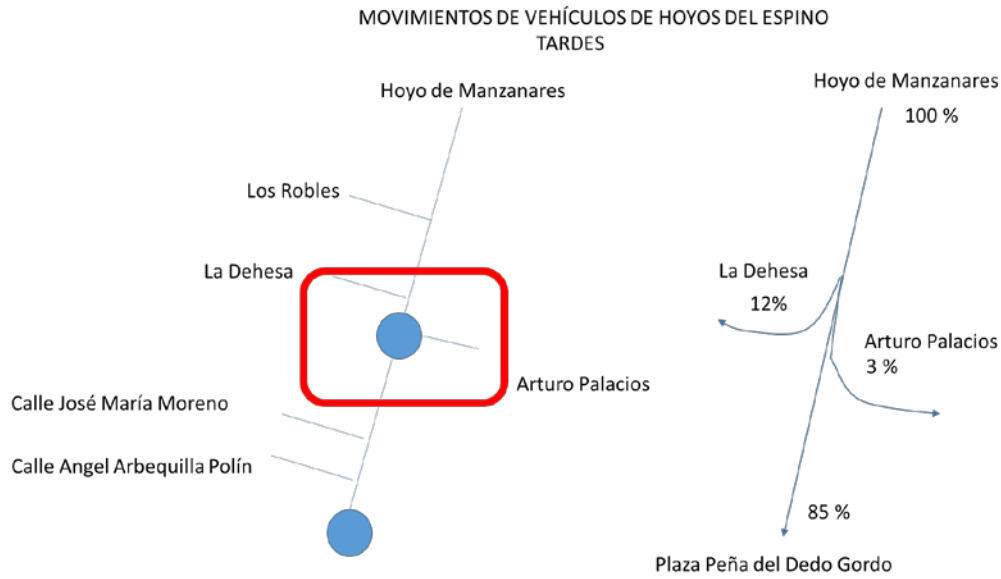 MOVIMIENTOS DE VEHÍCULOS DE HOYOS DEL ESPINO
TARDES
Hoyo de Manzanares
Los Robles
La Dehesa
Arturo Palacios
Calle José María Moreno
Calle Angel Arbequilla Polín
Hoyo de Manzanares
100 %
La Dehesa
12%
Arturo Palacios
3 %
85 %
Plaza Peña del Dedo Gordo